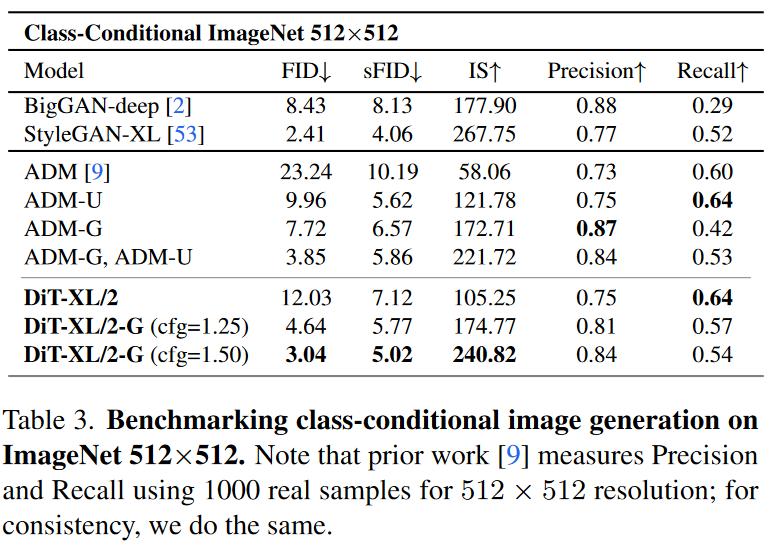 Class-Conditional ImageNet 512×512
Model FID↓ sFID↓ IS↑ Precision↑ Recall↑
BigGAN-deep [2] 8.43 8.13 177.90 0.88 0.29
StyleGAN-XL [53] 2.41 4.06 267.75 0.77 0.52
ADM [9] 23.24 10.19 58.06 0.73 0.60
ADM-U 9.96 5.62 121.78 0.75 0.64
ADM-G 7.72 6.57 172.71 0.87 0.42
ADM-G, ADM-U 3.85 5.86 221.72 0.84 0.53
DiT-XL/2 12.03 7.12 105.25 0.75 0.64
DiT-XL/2-G (cfg=1.25) 4.64 5.77 174.77 0.81 0.57
DiT-XL/2-G (cfg=1.50) 3.04 5.02 240.82 0.84 0.54
Table 3. Benchmarking class-conditional image generation on
ImageNet 512×512. Note that prior work [9] measures Precision
and Recall using 1000 real samples for 512 × 512 resolution; for
consistency, we do the same.